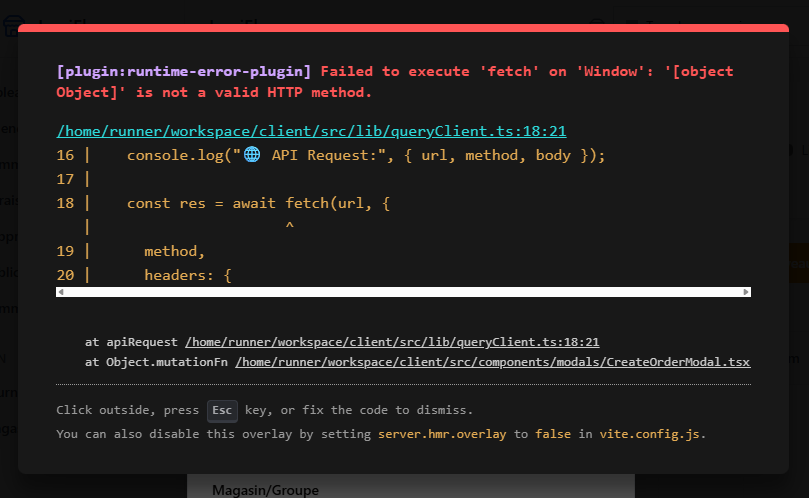 [plugin:runtime-error-plugin] Failed to execute 'fetch' on 'Window': '[object
Object]' is not a valid HTTP method.
/home/runner/workspace/client/src/lib/queryClient.ts:18:21
16 |    console.log("🌐 API Request:", { url, method, body });
17 |
18 |    const res = await fetch(url, {
|                      ^
19 |      method,
20 |      headers: {
at apiRequest /home/runner/workspace/client/src/lib/queryClient.ts:18:21
at Object.mutationFn /home/runner/workspace/client/src/components/modals/CreateOrderModal.tsx
Click outside, press Esc key, or fix the code to dismiss.
You can also disable this overlay by setting server.hmr.overlay to false in vite.config.js.
Magasin/Groupe